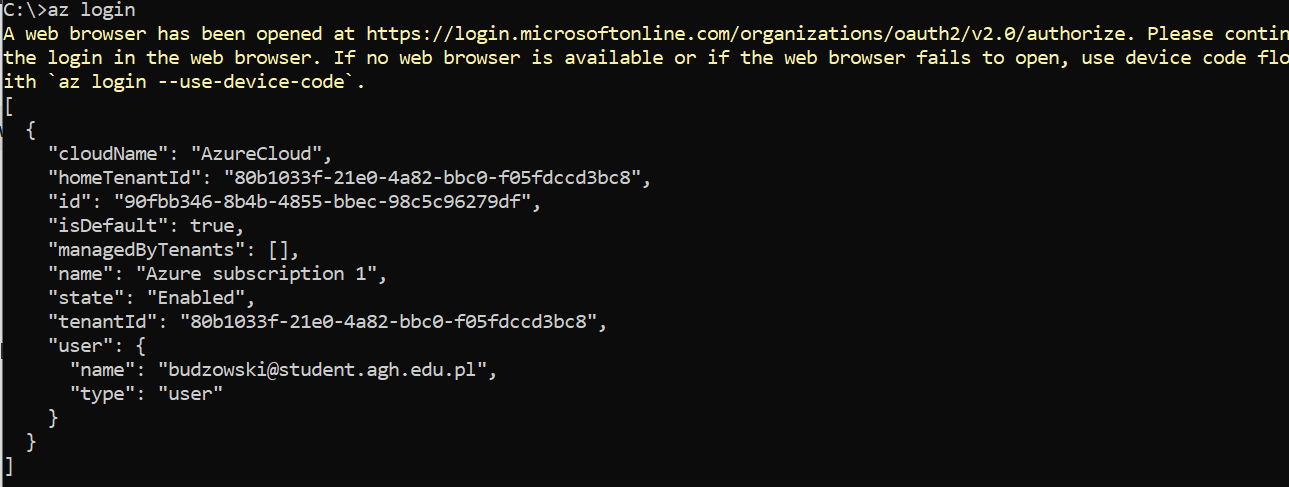 C:\>az login
A web browser has been opened at https://login.microsoftonline.com/organizations/oauth2/v2.0/authorize. Please contin
the login in the web browser. If no web browser is available or if the web browser fails to open, use device code flo
ith `az login --use-device-code`.
[
  {
    "cloudName": "AzureCloud",
    "homeTenantId": "80b1033f-21e0-4a82-bbc0-f05fdccd3bc8",
    "id": "90fbb346-8b4b-4855-bbec-98c5c96279df",
    "isDefault": true,
    "managedByTenants": [],
    "name": "Azure subscription 1",
    "state": "Enabled",
    "tenantId": "80b1033f-21e0-4a82-bbc0-f05fdccd3bc8",
    "user": {
      "name": "budzowski@student.agh.edu.pl",
      "type": "user"
    }
  }
]